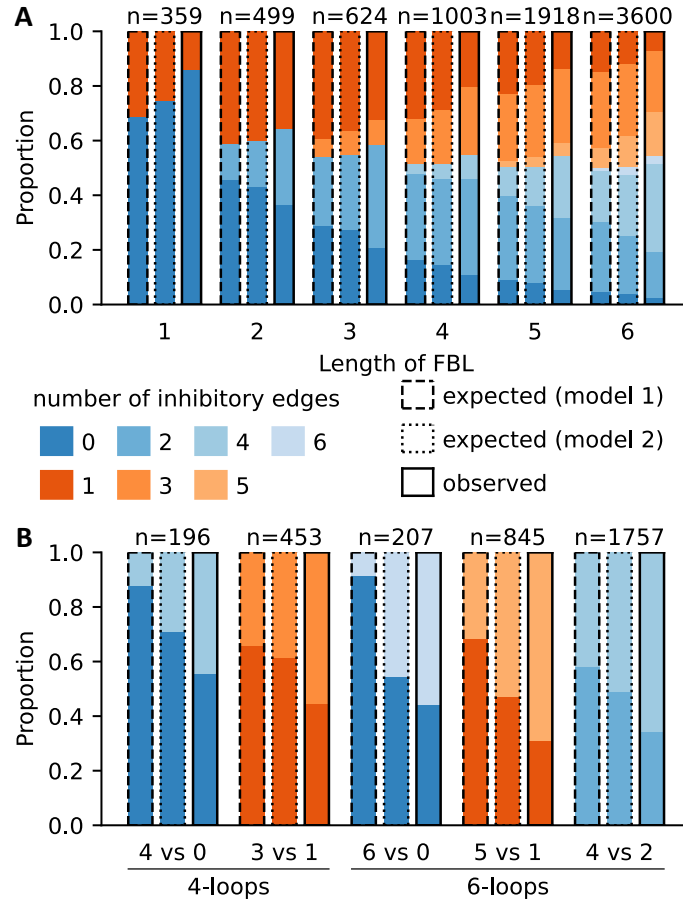 A
n=359 n=499 n=624 n=1003 n=1918 n=3600
Proportion
1.0
0.8
0.6
0.4
0.2
0.0
1 2 3 4 5 6
Length of FBL
number of inhibitory edges
0 2 4 6
1 3 5
expected (model 1)
expected (model 2)
observed
B
n=196 n=453 n=207 n=845 n=1757
Proportion
1.0
0.8
0.6
0.4
0.2
0.0
4 vs 0 3 vs 1 6 vs 0 5 vs 1 4 vs 2
4-loops 6-loops